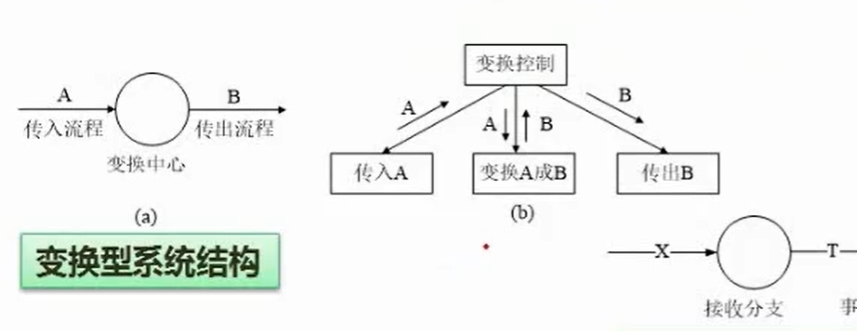 A
B
传入流程
传出流程
变换中心
(a)
变换型系统结构
变换控制
A
A
B
B
传入A
变换A成B
传出B
(b)
X
T
接收分支
事